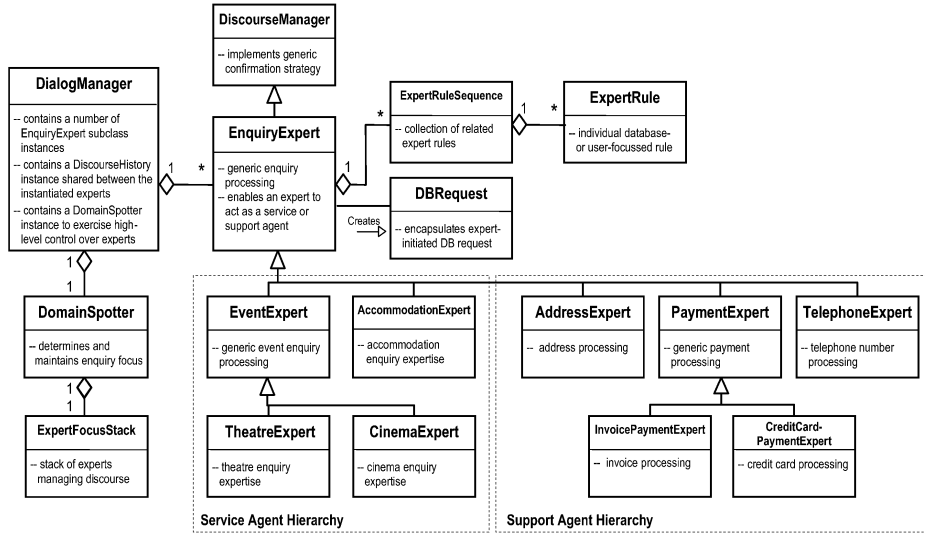 DiscourseManager
-- implements generic
confirmation strategy
DialogManager
-- contains a number of
EnquiryExpert subclass
instances
-- contains a DiscourseHistory
instance shared between the
instantiated experts
-- contains a DomainSpotter
instance to exercise high-
level control over experts
1
*
EnquiryExpert
-- generic enquiry
processing
-- enables an expert to
act as a service or
support agent
1
*
ExpertRuleSequence
-- collection of related
expert rules
1
*
ExpertRule
-- individual database-
or user-focussed rule
Creates
DBRequest
-- encapsulates expert-
initiated DB request
1
1
DomainSpotter
-- determines and
maintains enquiry focus
1
1
ExpertFocusStack
-- stack of experts
managing discourse
EventExpert
-- generic event enquiry
processing
AccommodationExpert
-- accommodation
enquiry expertise
AddressExpert
-- address processing
PaymentExpert
-- generic payment
processing
TelephoneExpert
-- telephone number
processing
TheatreExpert
-- theatre enquiry
expertise
CinemaExpert
-- cinema enquiry
expertise
InvoicePaymentExpert
-- invoice processing
CreditCard-
PaymentExpert
-- credit card processing
Service Agent Hierarchy
Support Agent Hierarchy